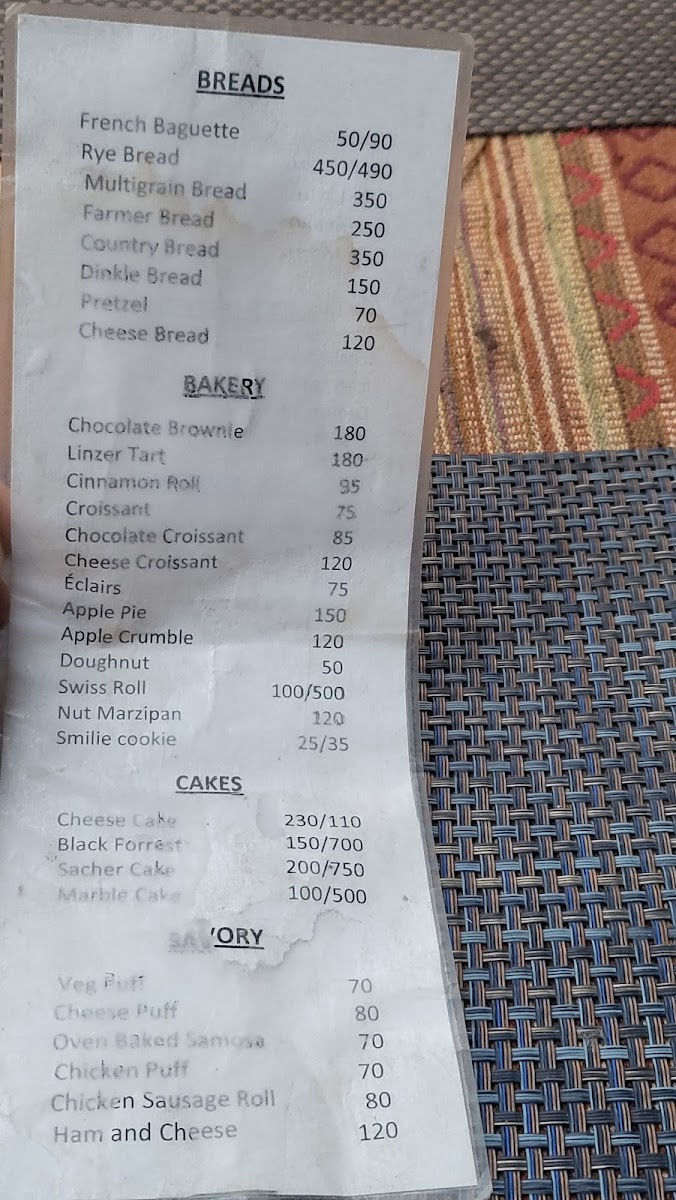 BREADS
French Baguette 50/90
Rye Bread 450/490
Multigrain Bread 350
Farmer Bread 250
Country Bread 350
Dinkle Bread 150
Pretzel 70
Cheese Bread 120
BAKERY
Chocolate Brownie 180
Linzer Tart 180
Cinnamon Roll 95
Croissant 75
Chocolate Croissant 85
Cheese Croissant 120
Éclairs 75
Apple Pie 150
Apple Crumble 120
Doughnut 50
Swiss Roll 100/500
Nut Marzipan 120
Smilie cookie 25/35
CAKES
Cheese Cake 230/110
Black Forrest 150/700
Sacher Cake 200/750
Marble Cake 100/500
SAVORY
Veg Puff 70
Cheese Puff 80
Oven Baked Samosa 70
Chicken Puff 70
Chicken Sausage Roll 80
Ham and Cheese 120